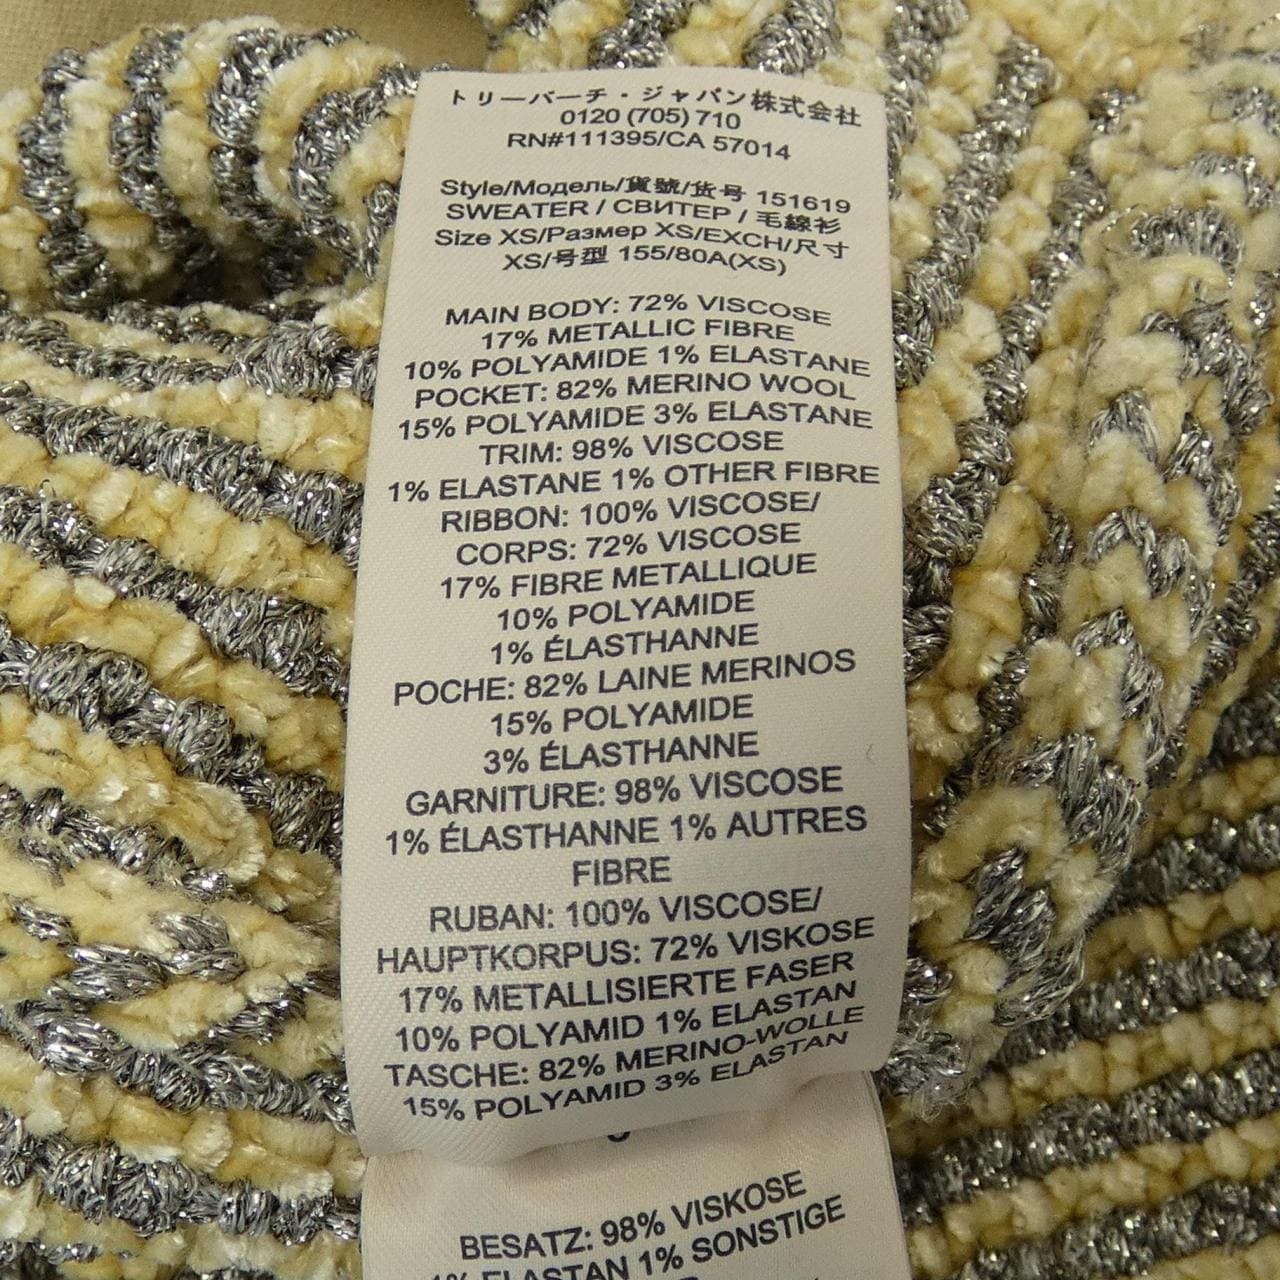 トリーバーチ・ジャパン株式会社
0120 (705) 710
RN#111395/CA 57014
Style/Модель/貨號/货号 151619
SWEATER / СВИТЕР / 毛線衫
Size XS/Размер XS/EXCH/尺寸
XS/号型 155/80A(XS)
MAIN BODY: 72% VISCOSE
17% METALLIC FIBRE
10% POLYAMIDE 1% ELASTANE
POCKET: 82% MERINO WOOL
15% POLYAMIDE 3% ELASTANE
TRIM: 98% VISCOSE
1% ELASTANE 1% OTHER FIBRE
RIBBON: 100% VISCOSE/
CORPS: 72% VISCOSE
17% FIBRE METALLIQUE
10% POLYAMIDE
1% ÉLASTHANNE
POCHE: 82% LAINE MERINOS
15% POLYAMIDE
3% ÉLASTHANNE
GARNITURE: 98% VISCOSE
1% ÉLASTHANNE 1% AUTRES
FIBRE
RUBAN: 100% VISCOSE/
HAUPTKORPUS: 72% VISKOSE
17% METALLISIERTE FASER
10% POLYAMID 1% ELASTAN
TASCHE: 82% MERINO-WOLLE
15% POLYAMID 3% ELASTAN
BESATZ: 98% VISKOSE
1% ELASTAN 1% SONSTIGE